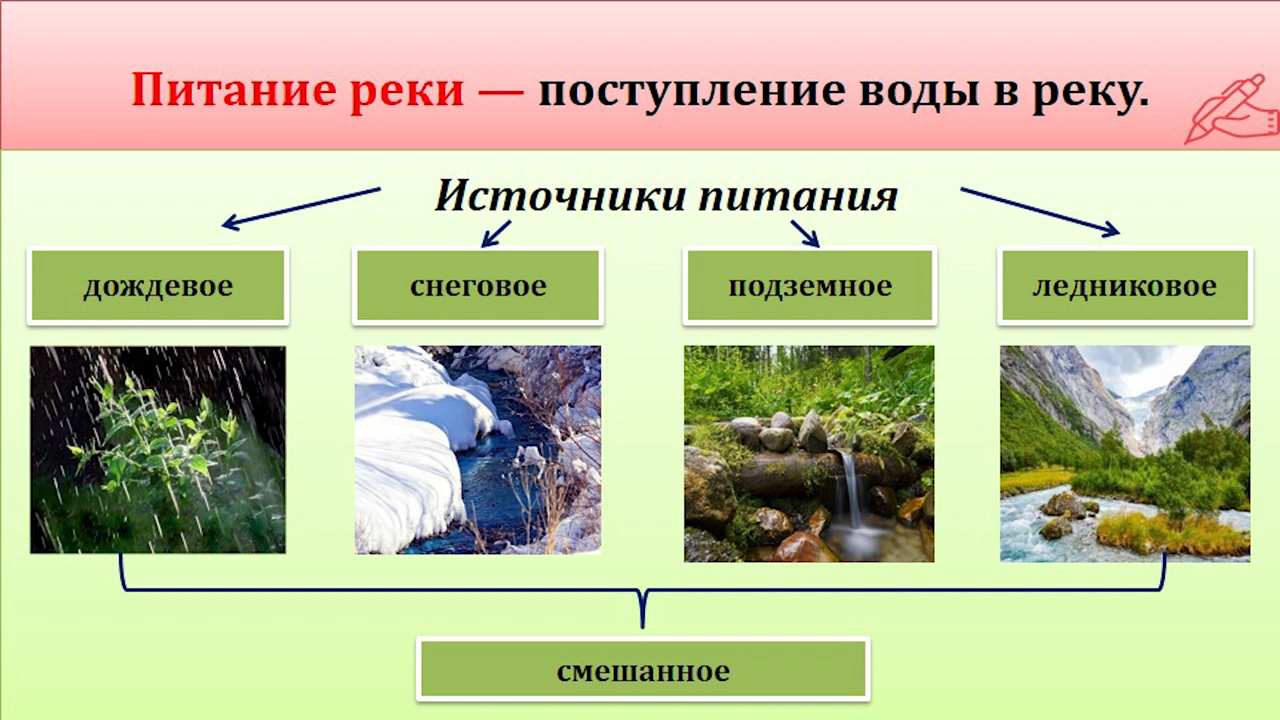 Питание реки — поступление воды в реку.
Источники питания
дождевое
снеговое
подземное
ледниковое
смешанное